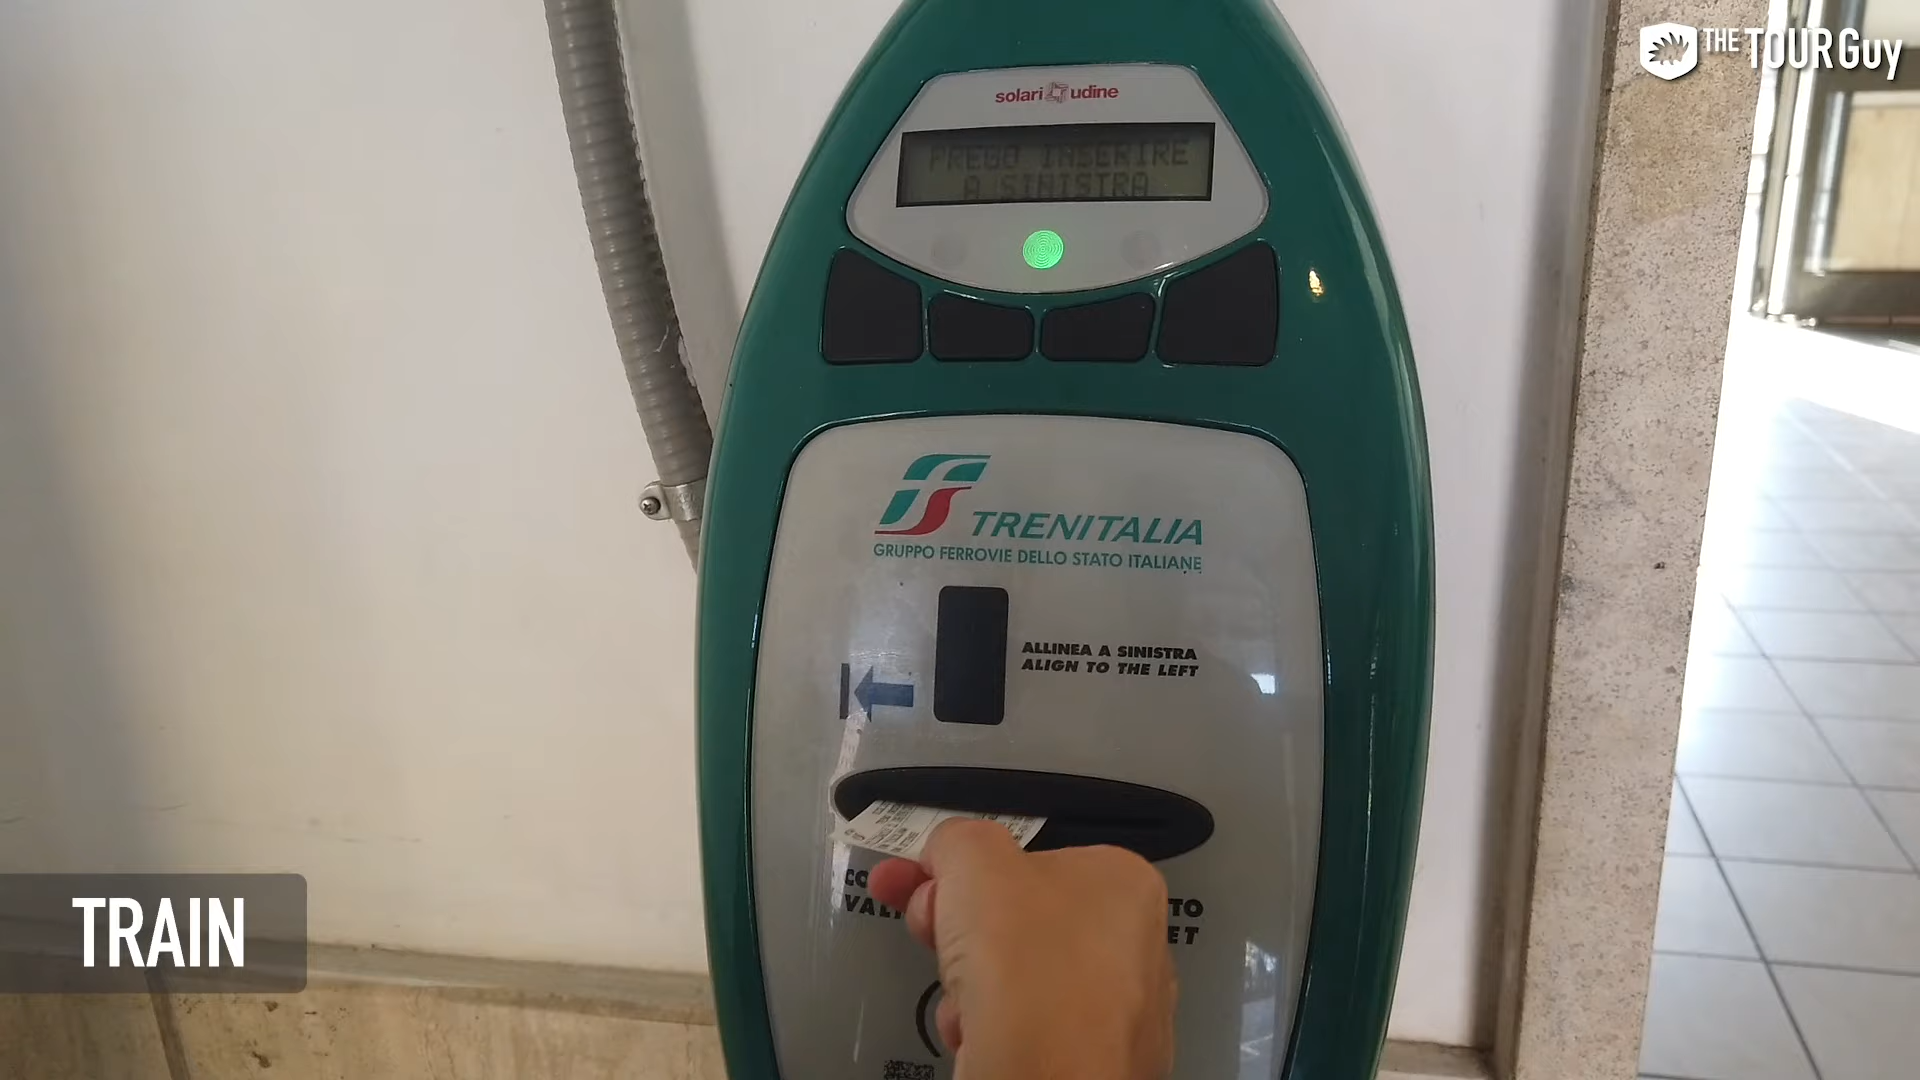 THE TOUR Guy
solari udine
PREGO INSERIRE
A SINISTRA
TRENITALIA
GRUPPO FERROVIE DELLO STATO ITALIANE
ALLINEA A SINISTRA
ALIGN TO THE LEFT
TRAIN